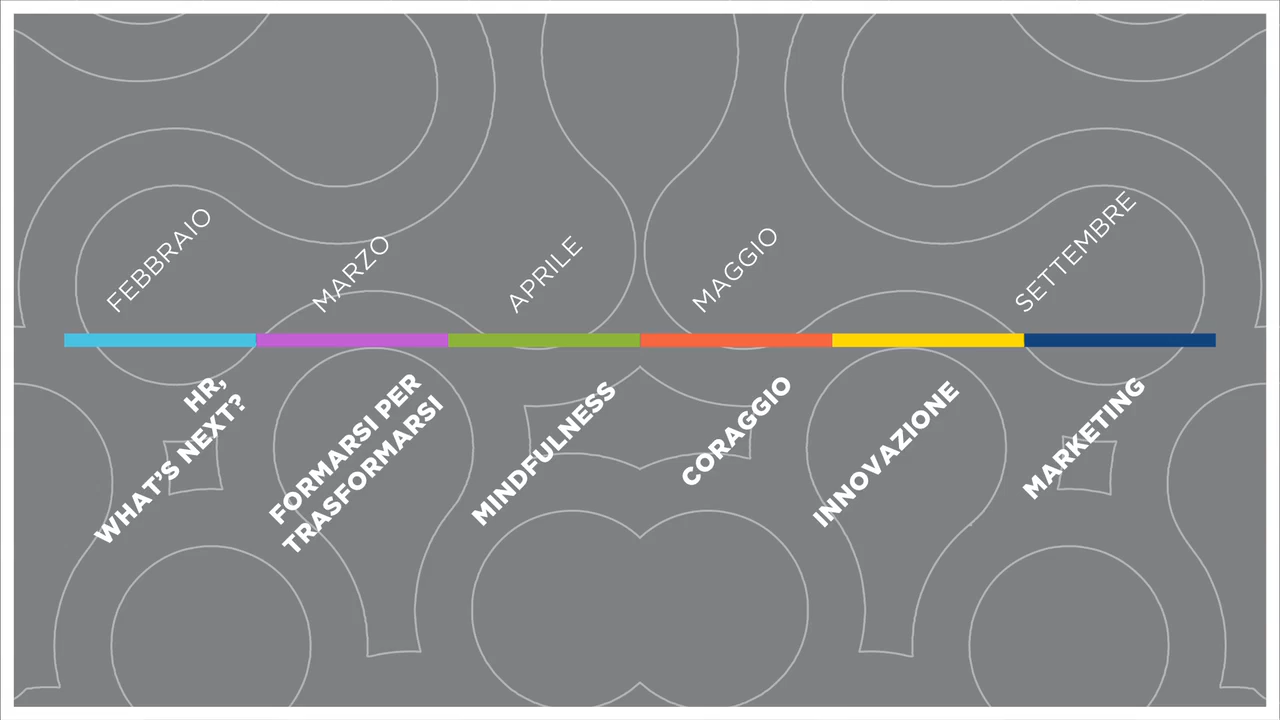 FEBBRAIO
MARZO
APRILE
MAGGIO
SETTEMBRE
HR,
WHAT'S NEXT?
FORMARSI PER
TRASFORMARSI
MINDFULNESS
CORAGGIO
INNOVAZIONE
MARKETING